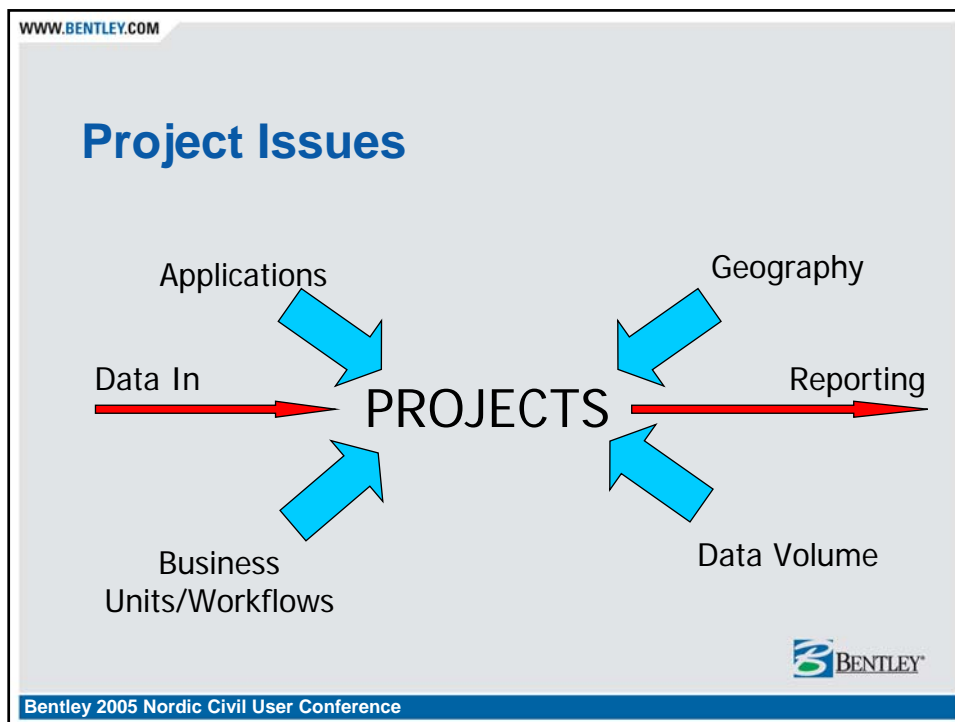 WWW.BENTLEY.COM
Project Issues
Applications
Geography
Data In
Reporting
PROJECTS
Business
Units/Workflows
Data Volume
BENTLEY
Bentley 2005 Nordic Civil User Conference